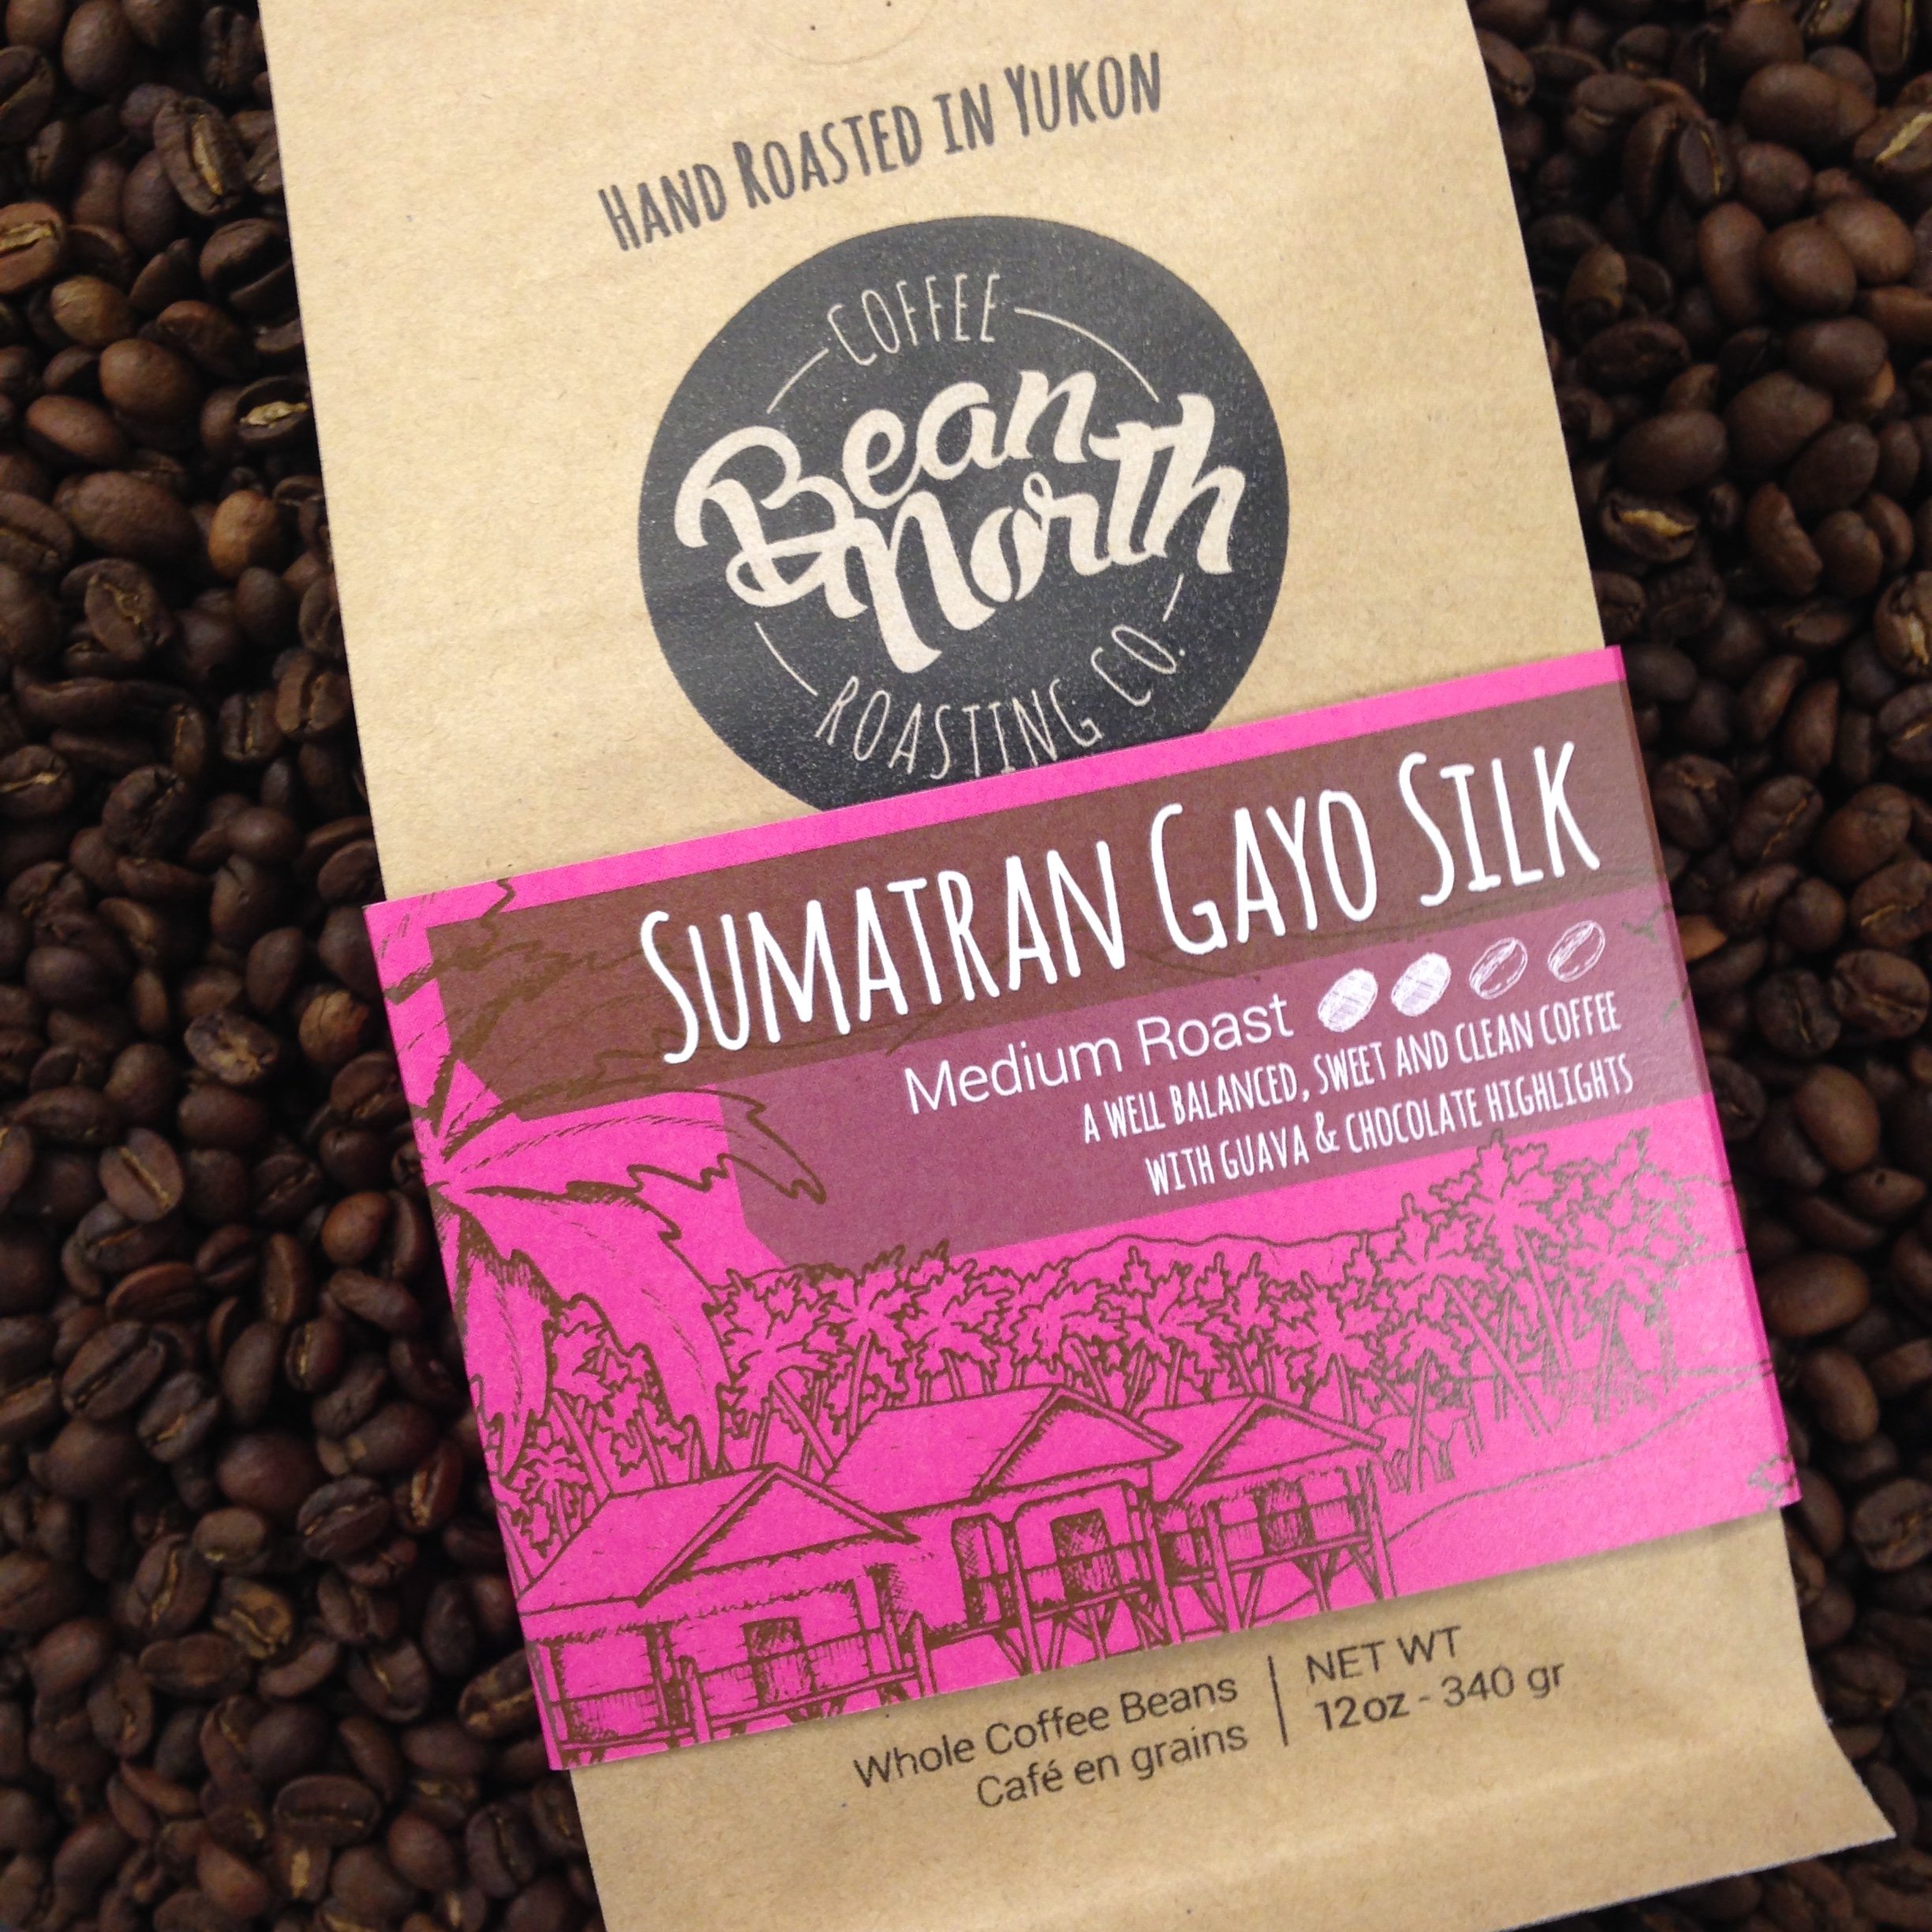 HAND ROASTED IN YUKON
COFFEE
Bean
North
ROASTING CO.
SUMATRAN GAYO SILK
Medium Roast
A WELL BALANCED, SWEET AND CLEAN COFFEE
WITH GUAVA & CHOCOLATE HIGHLIGHTS
Whole Coffee Beans
Café en grains
NET WT
12oz - 340 gr